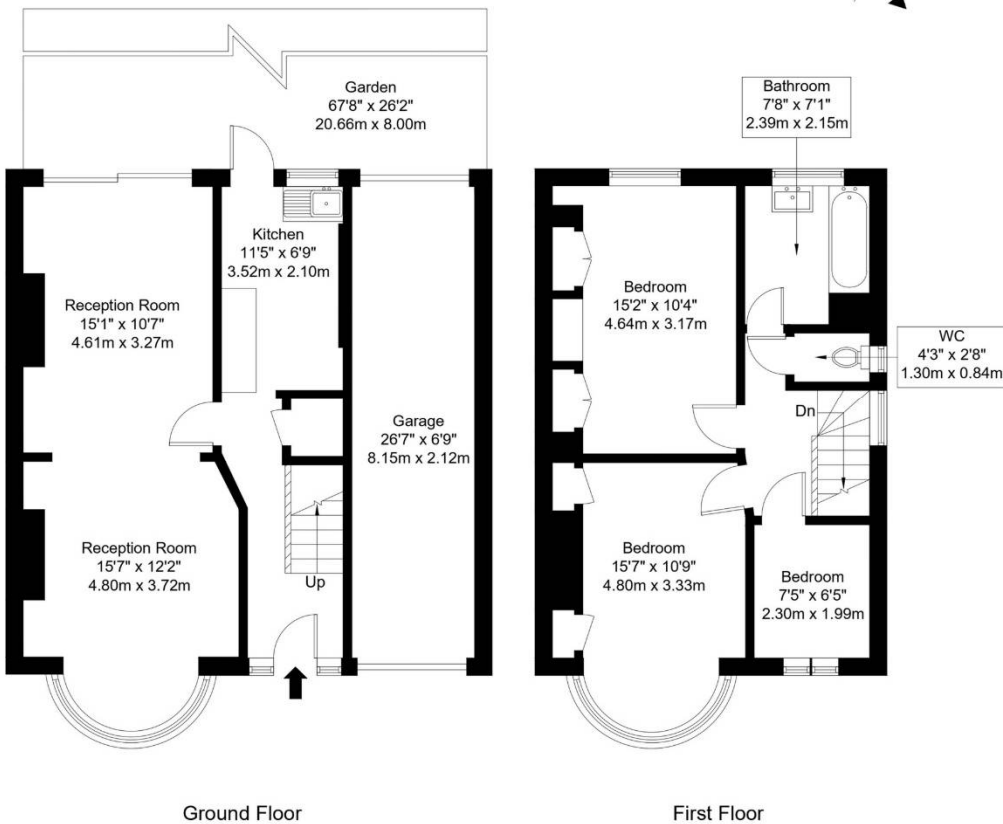 Garden
67'8" x 26'2"
20.66m x 8.00m
Kitchen
11'5" x 6'9"
3.52m x 2.10m
Reception Room
15'1" x 10'7"
4.61m x 3.27m
Garage
26'7" x 6'9"
8.15m x 2.12m
Reception Room
15'7" x 12'2"
4.80m x 3.72m
Up
Ground Floor
Bathroom
7'8" x 7'1"
2.39m x 2.15m
Bedroom
15'2" x 10'4"
4.64m x 3.17m
WC
4'3" x 2'8"
1.30m x 0.84m
Dn
Bedroom
15'7" x 10'9"
4.80m x 3.33m
Bedroom
7'5" x 6'5"
2.30m x 1.99m
First Floor